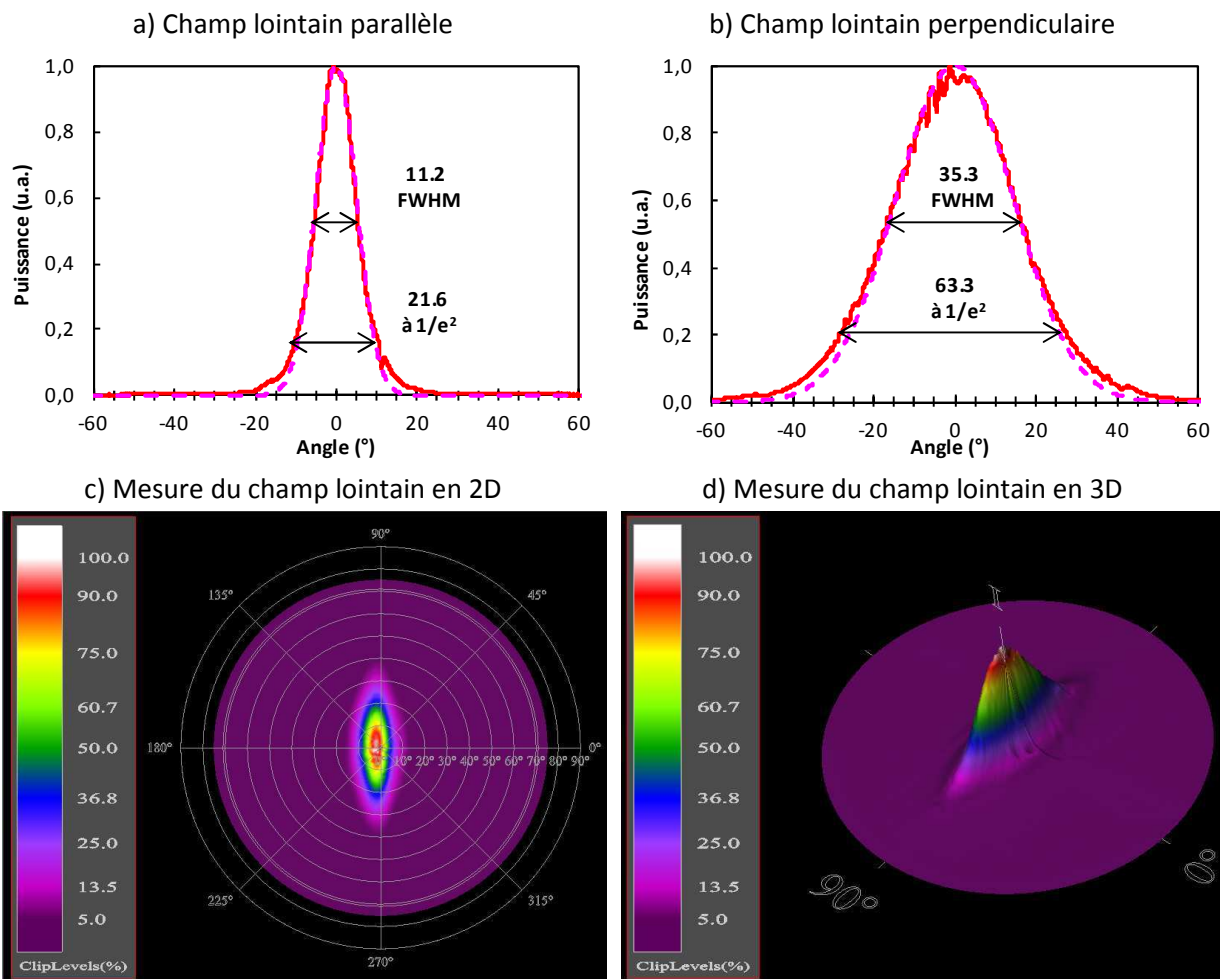 a) Champ lointain parallèle
Puissance (u.a.)
1,0
0,8
0,6
0,4
0,2
0,0
11.2
FWHM
21.6
à 1/e²
-60 -40 -20 0 20 40 60
Angle (°)
b) Champ lointain perpendiculaire
Puissance (u.a.)
1,0
0,8
0,6
0,4
0,2
0,0
35.3
FWHM
63.3
à 1/e²
-60 -40 -20 0 20 40 60
Angle (°)
c) Mesure du champ lointain en 2D
100.0
90.0
75.0
60.7
50.0
36.8
25.0
13.5
5.0
ClipLevels(%)
90°
135° 45°
180° 10° 20° 30° 40° 50° 60° 70° 80° 90° 0°
225° 315°
270°
d) Mesure du champ lointain en 3D
100.0
90.0
75.0
60.7
50.0
36.8
25.0
13.5
5.0
ClipLevels(%)
90°
0°